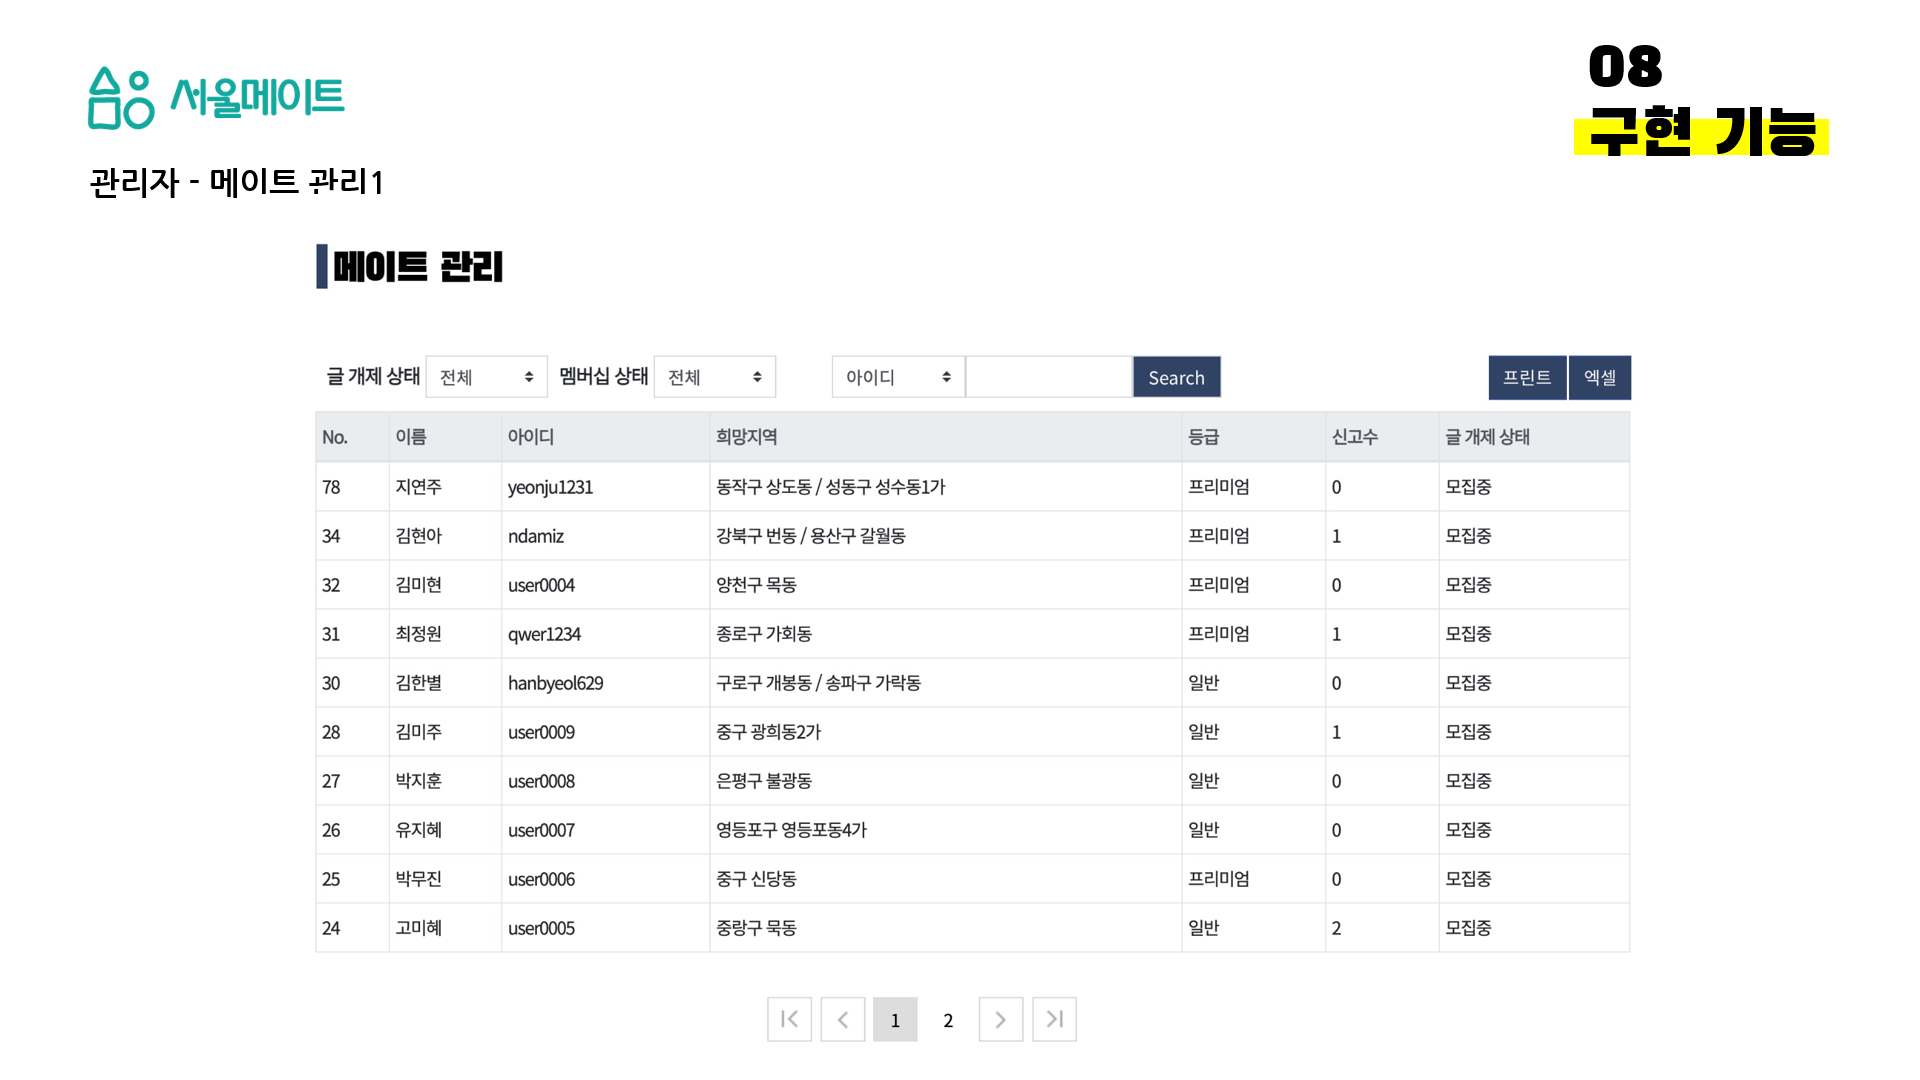 서울메이트
08
구현 기능
관리자 - 메이트 관리1
메이트 관리
글 개제 상태 전체 멤버십 상태 전체 아이디 Search 프린트 엑셀
No. 이름 아이디 희망지역 등급 신고수 글 개제 상태
78 지연주 yeonju1231 동작구 상도동 / 성동구 성수동1가 프리미엄 0 모집중
34 김현아 ndamiz 강북구 번동 / 용산구 갈월동 프리미엄 1 모집중
32 김미현 user0004 양천구 목동 프리미엄 0 모집중
31 최정원 qwer1234 종로구 가회동 프리미엄 1 모집중
30 김한별 hanbyeol629 구로구 개봉동 / 송파구 가락동 일반 0 모집중
28 김미주 user0009 중구 광희동2가 일반 1 모집중
27 박지훈 user0008 은평구 불광동 일반 0 모집중
26 유지혜 user0007 영등포구 영등포동4가 일반 0 모집중
25 박무진 user0006 중구 신당동 프리미엄 0 모집중
24 고미혜 user0005 중랑구 묵동 일반 2 모집중
1 2